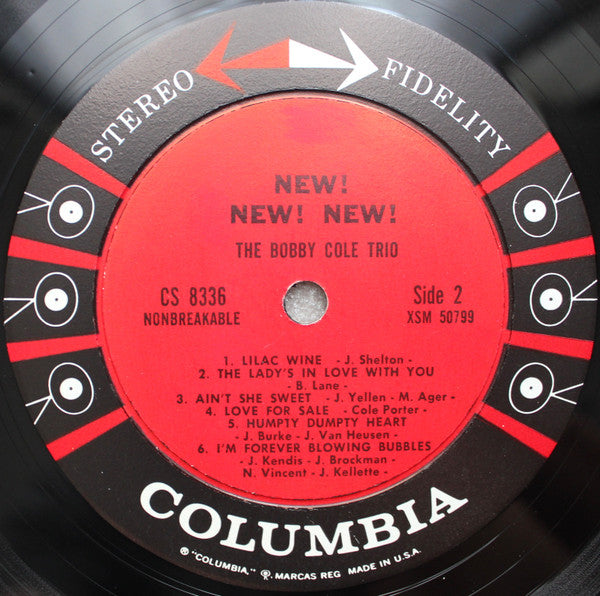 STEREO FIDELITY
NEW!
NEW! NEW!
THE BOBBY COLE TRIO
CS 8336
NONBREAKABLE
Side 2
XSM 50799
1. LILAC WINE - J. Shelton -
2. THE LADY'S IN LOVE WITH YOU
- B. Lane -
3. AIN'T SHE SWEET - J. Yellen - M. Ager -
4. LOVE FOR SALE - Cole Porter -
5. HUMPTY DUMPTY HEART
- J. Burke - J. Van Heusen -
6. I'M FOREVER BLOWING BUBBLES
- J. Kendis - J. Brockman -
N. Vincent - J. Kellette -
COLUMBIA
® "COLUMBIA," ®. MARCAS REG MADE IN U.S.A.